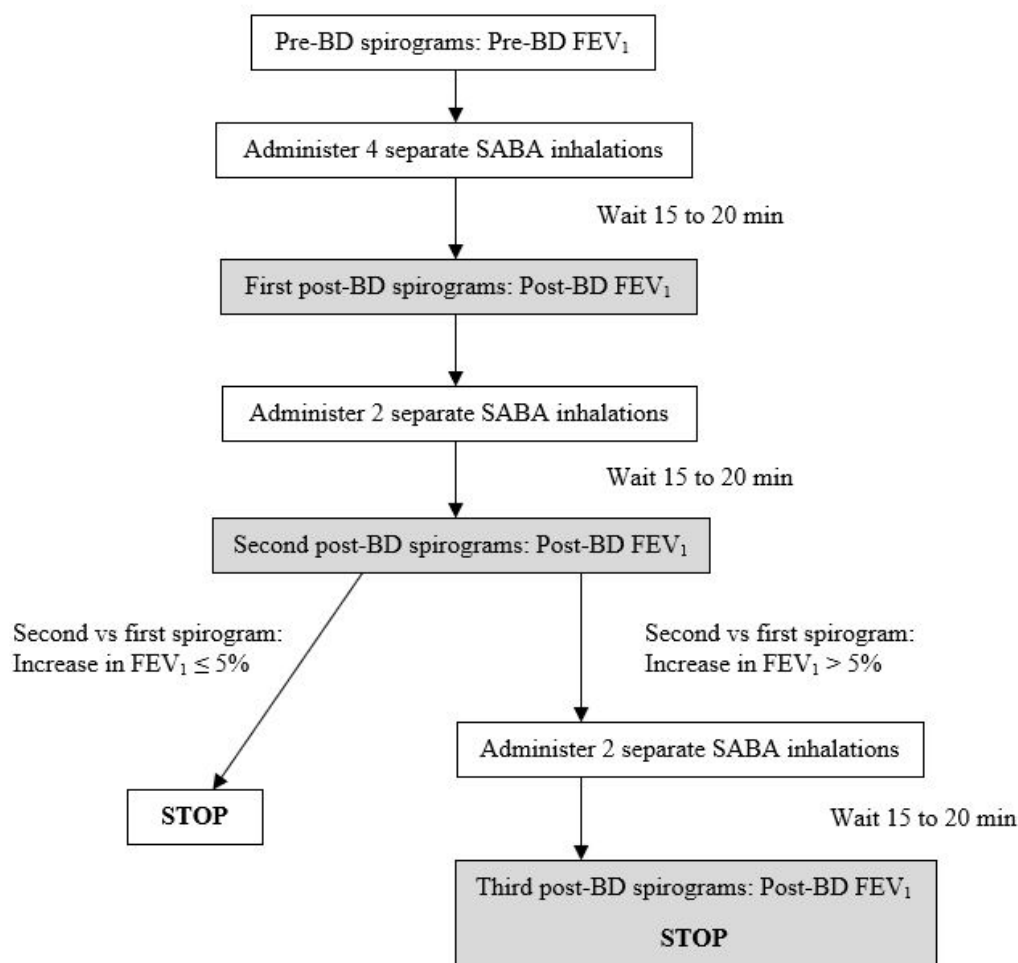 Pre-BD spirograms: Pre-BD FEV₁
Administer 4 separate SABA inhalations
Wait 15 to 20 min
First post-BD spirograms: Post-BD FEV₁
Administer 2 separate SABA inhalations
Wait 15 to 20 min
Second post-BD spirograms: Post-BD FEV₁
Second vs first spirogram:
Increase in FEV₁ ≤ 5%
Second vs first spirogram:
Increase in FEV₁ > 5%
Administer 2 separate SABA inhalations
STOP
Wait 15 to 20 min
Third post-BD spirograms: Post-BD FEV₁
STOP